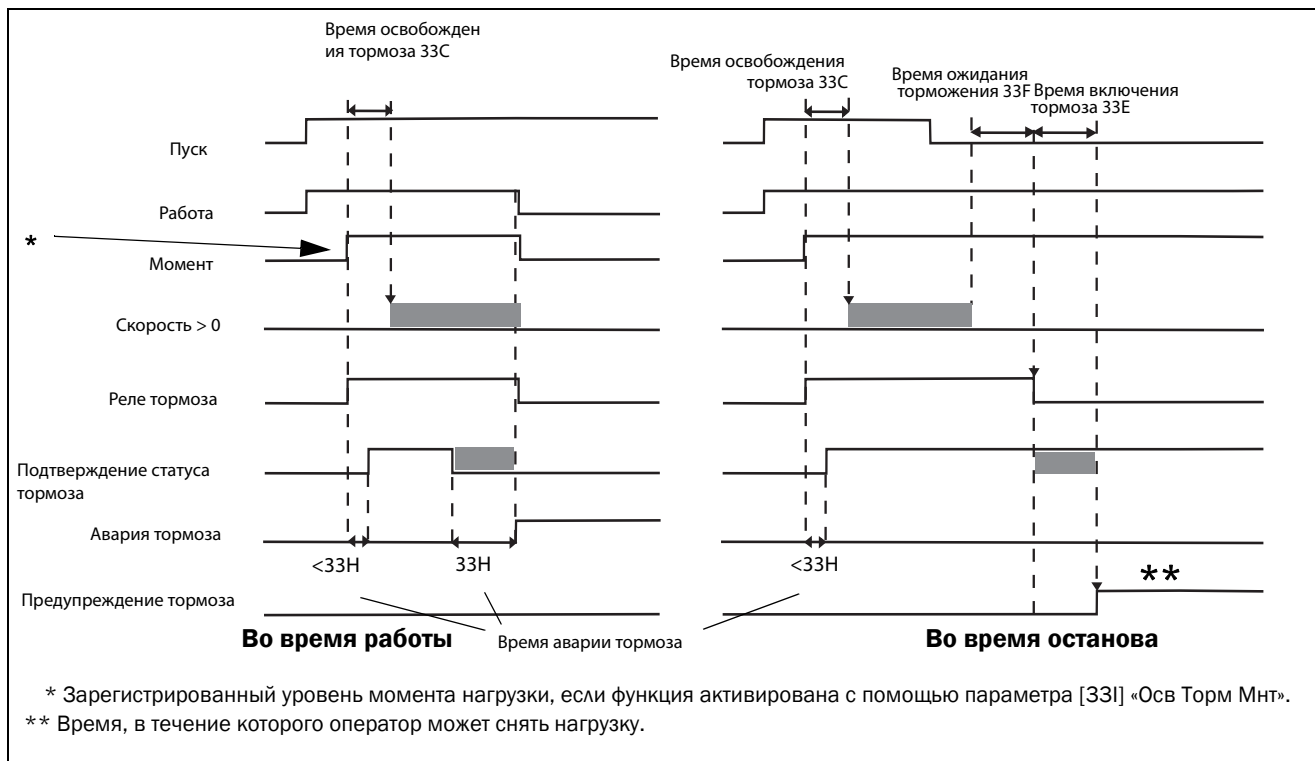 Время освобожден
ия тормоза 33С
Время освобождения
тормоза 33С
Время ожидания
торможения 33F
Время включения
тормоза 33Е
Пуск
Работа
*
Момент
Скорость > 0
Реле тормоза
Подтверждение статуса
тормоза
Авария тормоза
<33H
33H
<33H
**
Предупреждение тормоза
Во время работы
Время аварии тормоза
Во время останова
* Зарегистрированный уровень момента нагрузки, если функция активирована с помощью параметра [33I] «Осв Торм Мнт».
** Время, в течение которого оператор может снять нагрузку.